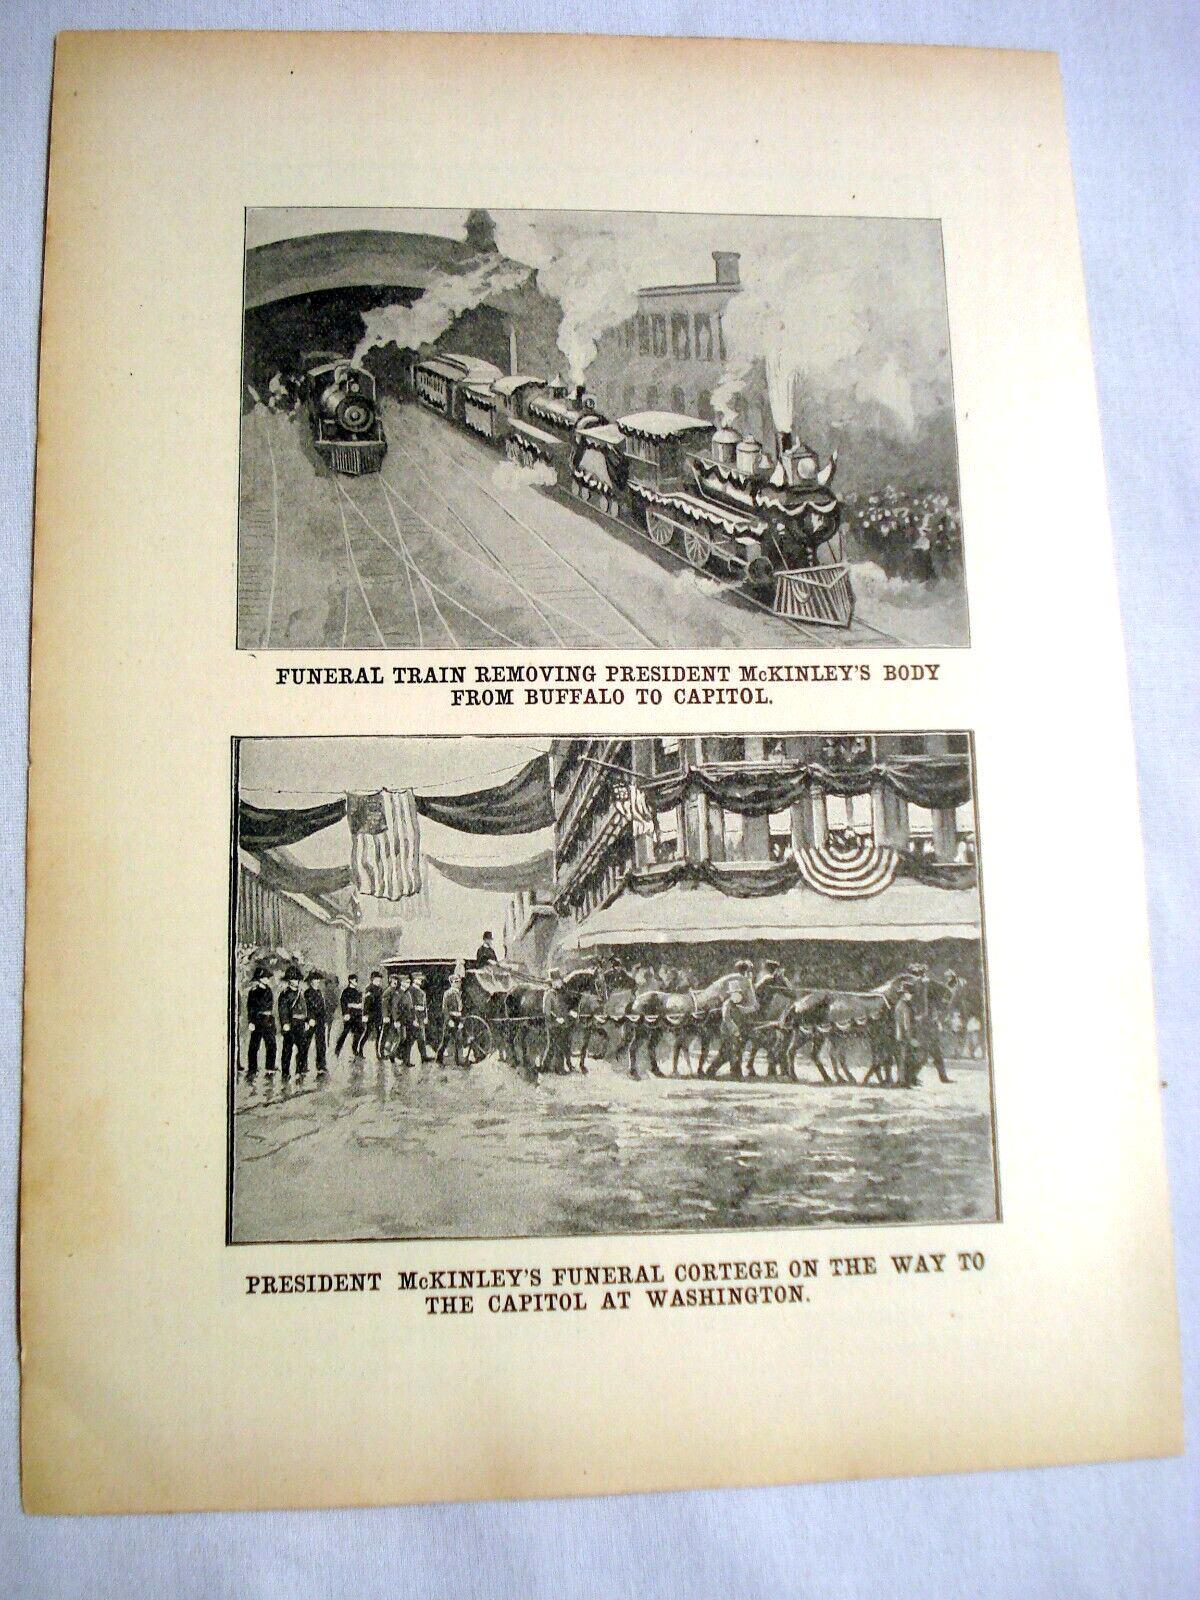 FUNERAL TRAIN REMOVING PRESIDENT McKINLEY'S BODY
FROM BUFFALO TO CAPITOL.
PRESIDENT McKINLEY'S FUNERAL CORTEGE ON THE WAY TO
THE CAPITOL AT WASHINGTON.